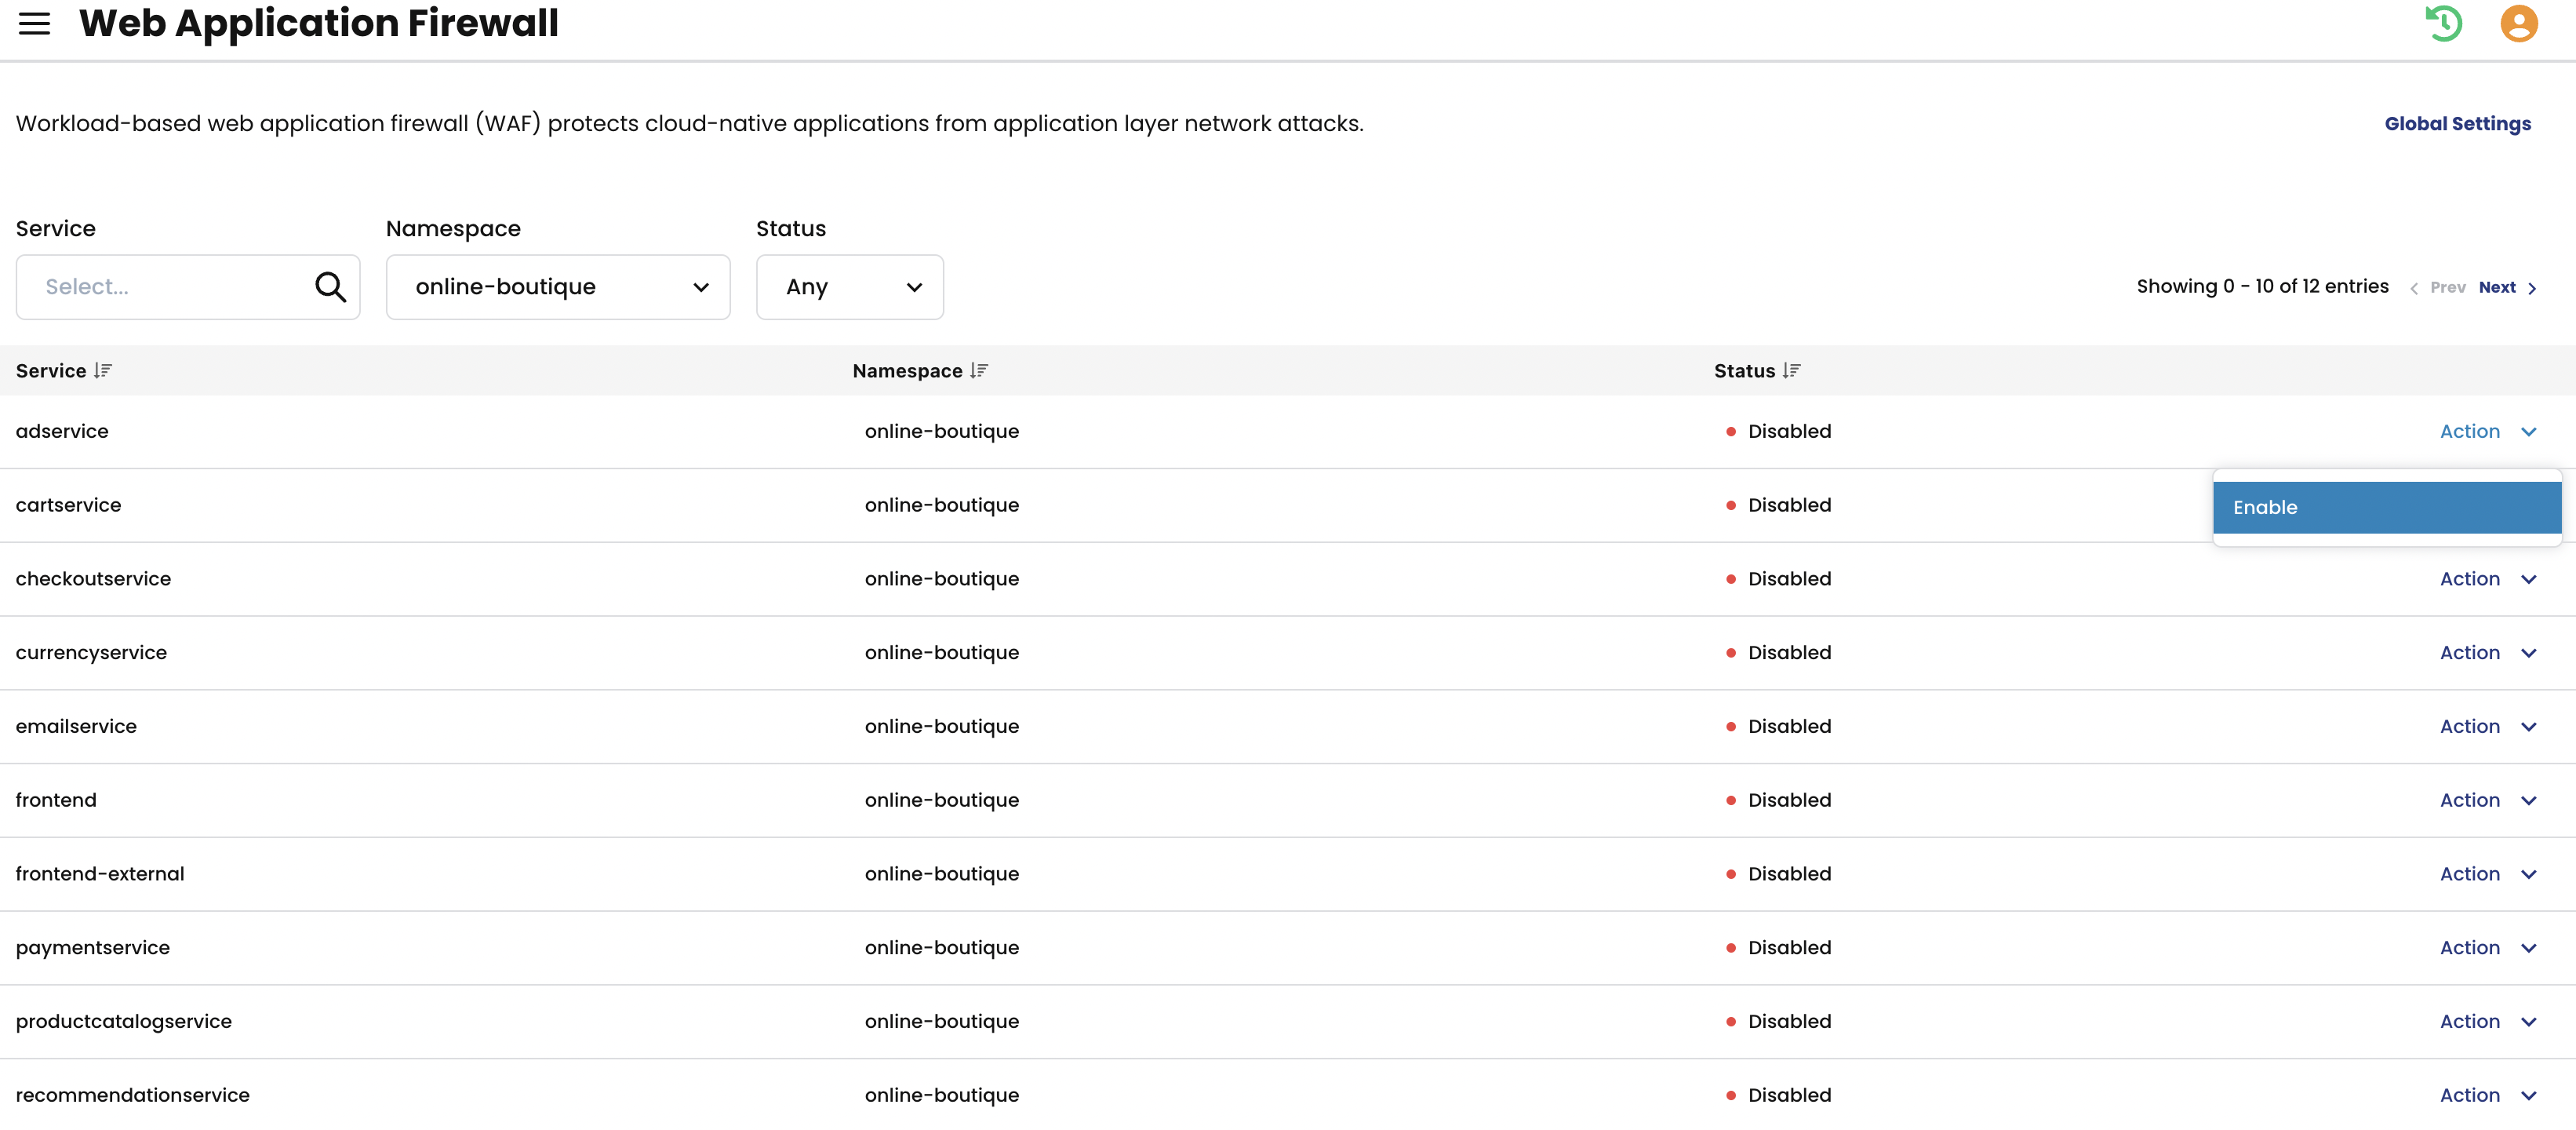 Web Application Firewall
Workload-based web application firewall (WAF) protects cloud-native applications from application layer network attacks.
Global Settings
Service Namespace Status
Select... online-boutique Any Showing 0 - 10 of 12 entries Prev Next
Service Namespace Status
adservice online-boutique Disabled Action
cartservice online-boutique Disabled Enable
checkoutservice online-boutique Disabled Action
currencyservice online-boutique Disabled Action
emailservice online-boutique Disabled Action
frontend online-boutique Disabled Action
frontend-external online-boutique Disabled Action
paymentservice online-boutique Disabled Action
productcatalogservice online-boutique Disabled Action
recommendationservice online-boutique Disabled Action